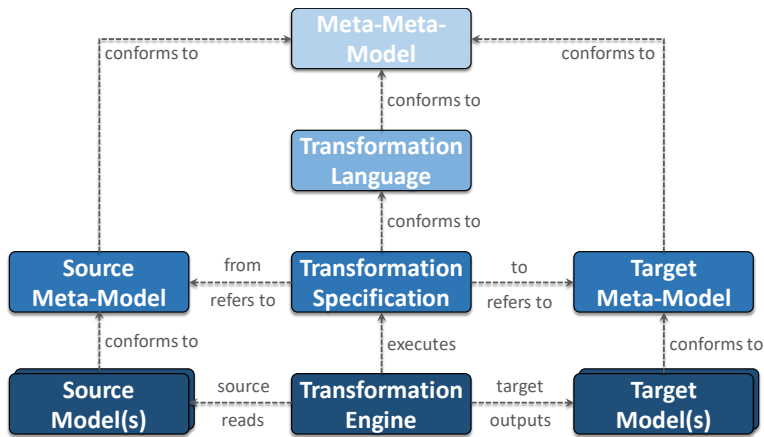 Meta-Meta-
Model
conforms to
conforms to
conforms to
Transformation
Language
conforms to
Source
Meta-Model
from
refers to
Transformation
Specification
to
refers to
Target
Meta-Model
conforms to
executes
conforms to
Source
Model(s)
source
reads
Transformation
Engine
target
outputs
Target
Model(s)